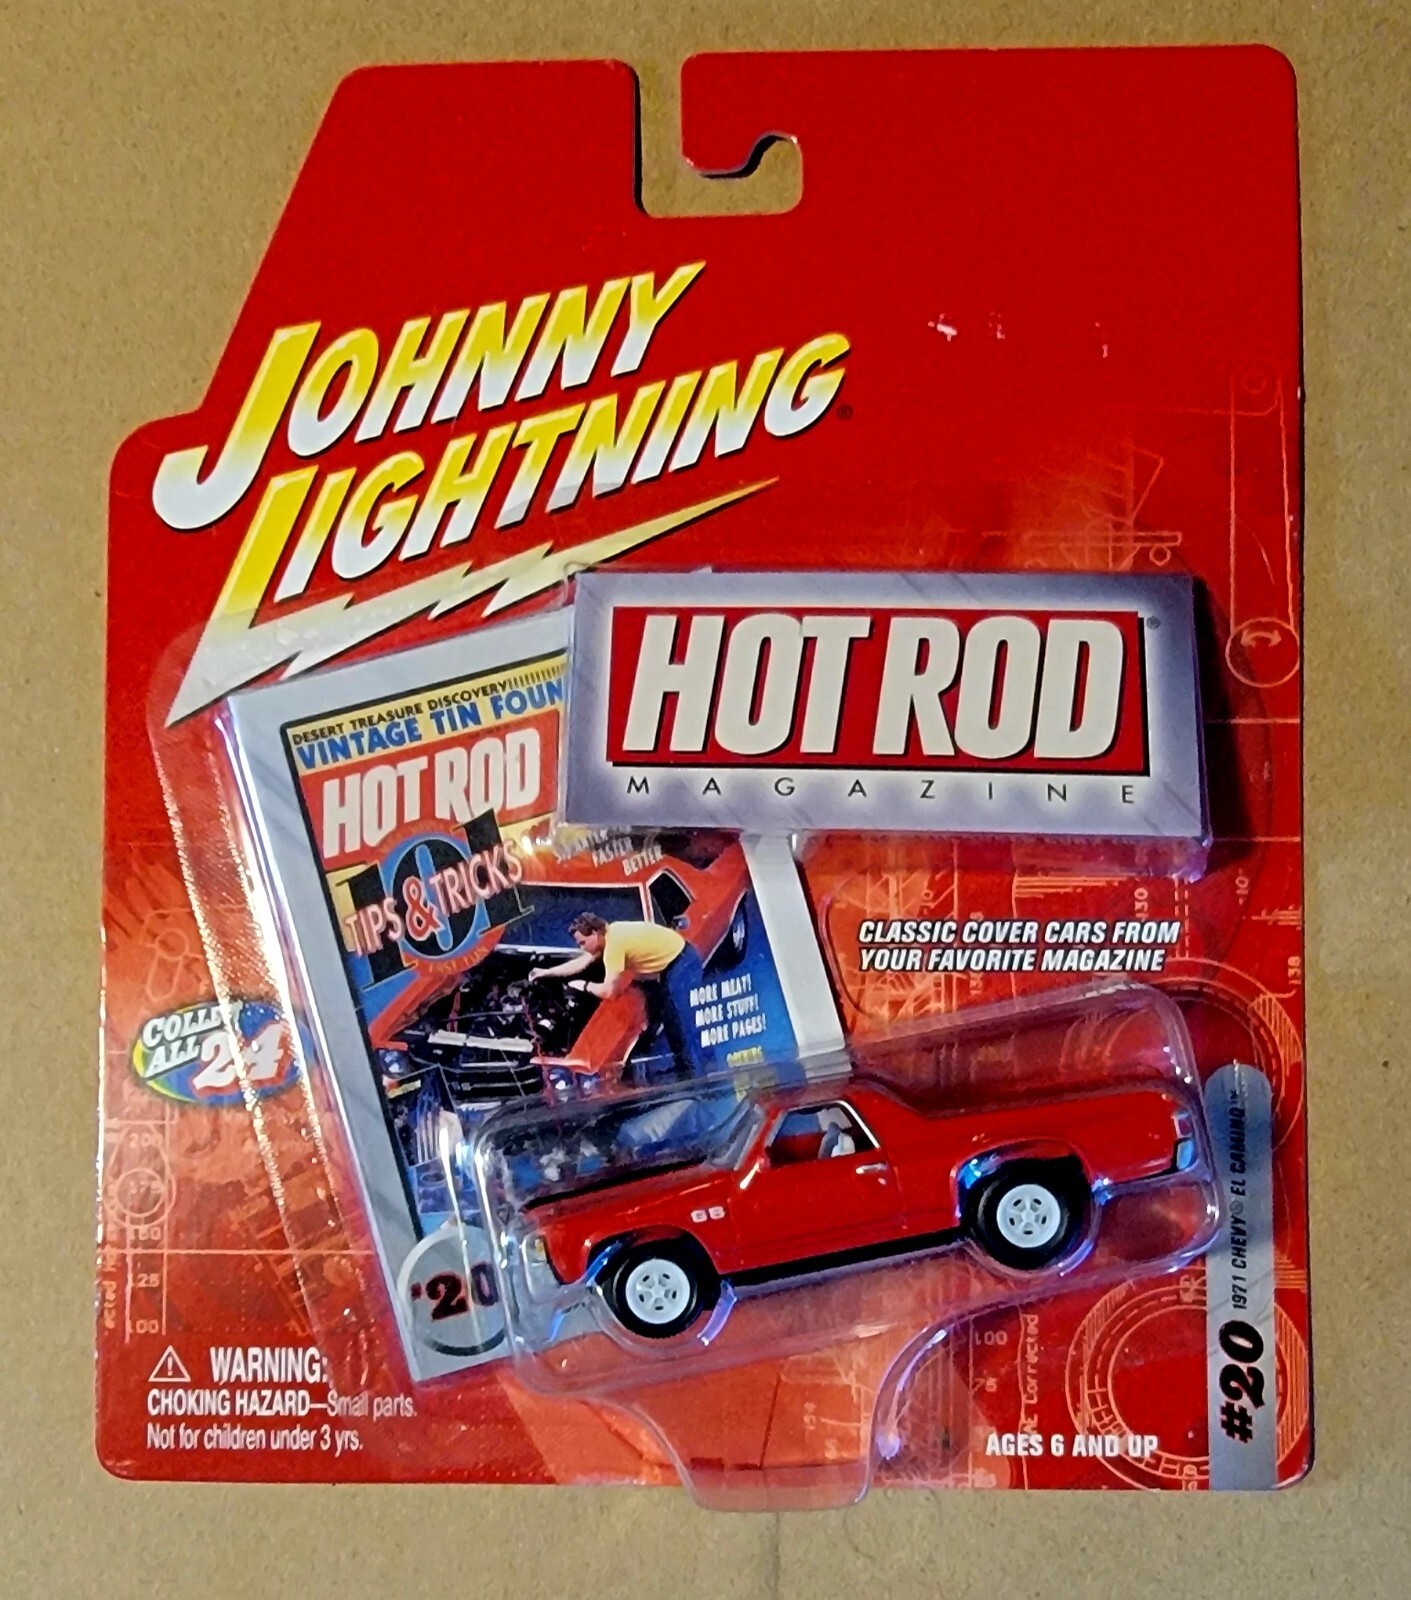 JOHNNY
LIGHTNING®
HOT ROD®
MAGAZINE
DESERT TREASURE DISCOVERY!!!!!!!!!
VINTAGE TIN FOUN
HOT ROD
101
TIPS & TRICKS
FASTER
BETTER
MORE MEAT!
MORE STUFF!
MORE PAGES!
#20
CLASSIC COVER CARS FROM
YOUR FAVORITE MAGAZINE
COLLECT
ALL 24
WARNING:
CHOKING HAZARD—Small parts.
Not for children under 3 yrs.
AGES 6 AND UP
#20 1971 CHEVY® EL CAMINO™